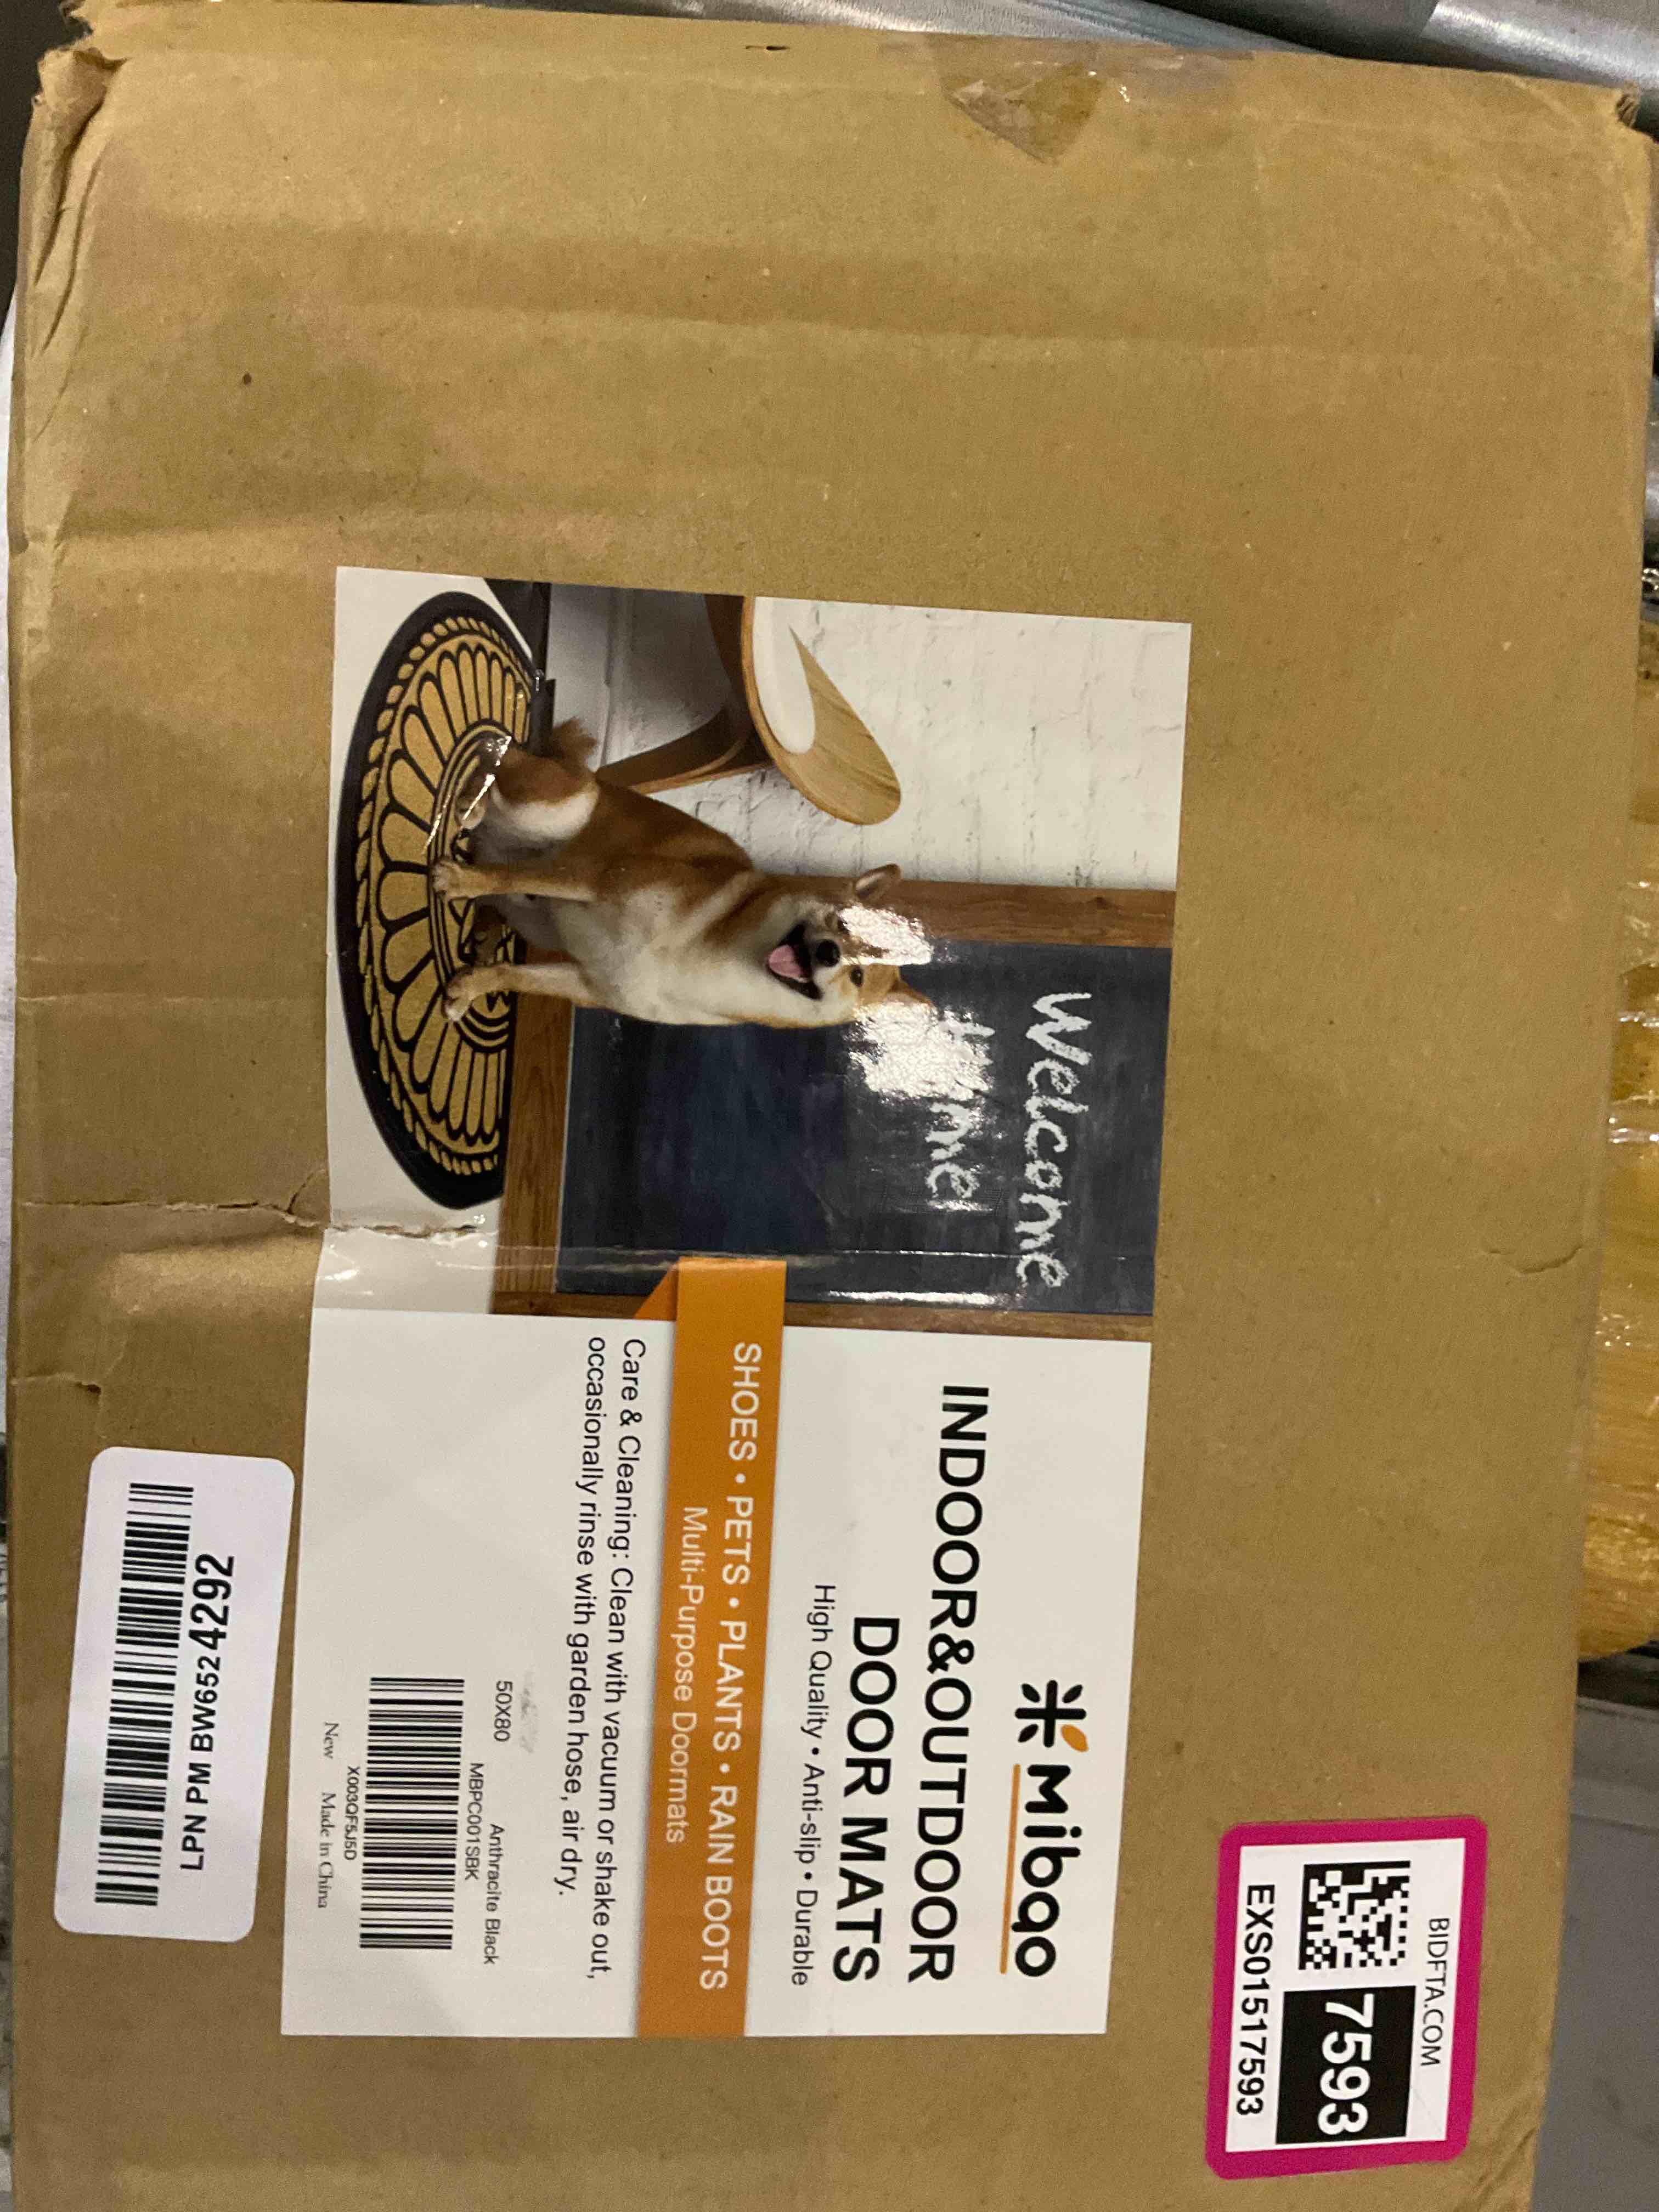 Welcome
Mibqo
INDOOR&OUTDOOR
DOOR MATS
High Quality • Anti-slip • Durable
SHOES • PETS • PLANTS • RAIN BOOTS
Multi-Purpose Doormats
Care & Cleaning: Clean with vacuum or shake out,
occasionally rinse with garden hose, air dry.
50X80 Anthracite Black
MBPC001SBK
X003QF5J5D
New Made in China
LPN PM BW6524292
BIDFTA.COM
7593
EXS01517593